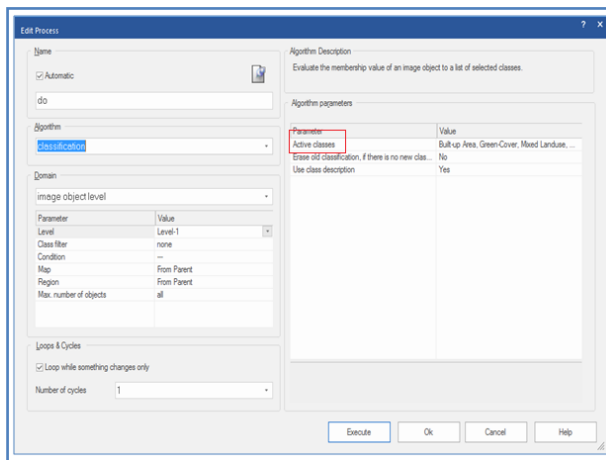 Edit Process
? x
Name
Automatic
do
Algorithm
classification
Domain
image object level
Parameter Value
Level Level-1
Class filter none
Condition ---
Map From Parent
Region From Parent
Max. number of objects all
Loops & Cycles
Loop while something changes only
Number of cycles 1
Algorithm Description
Evaluate the membership value of an image object to a list of selected classes.
Algorithm parameters
Parameter Value
Active classes Built-up Area, Green-Cover, Mixed Landuse, ...
Erase old classification, if there is no new clas... No
Use class description Yes
Execute Ok Cancel Help